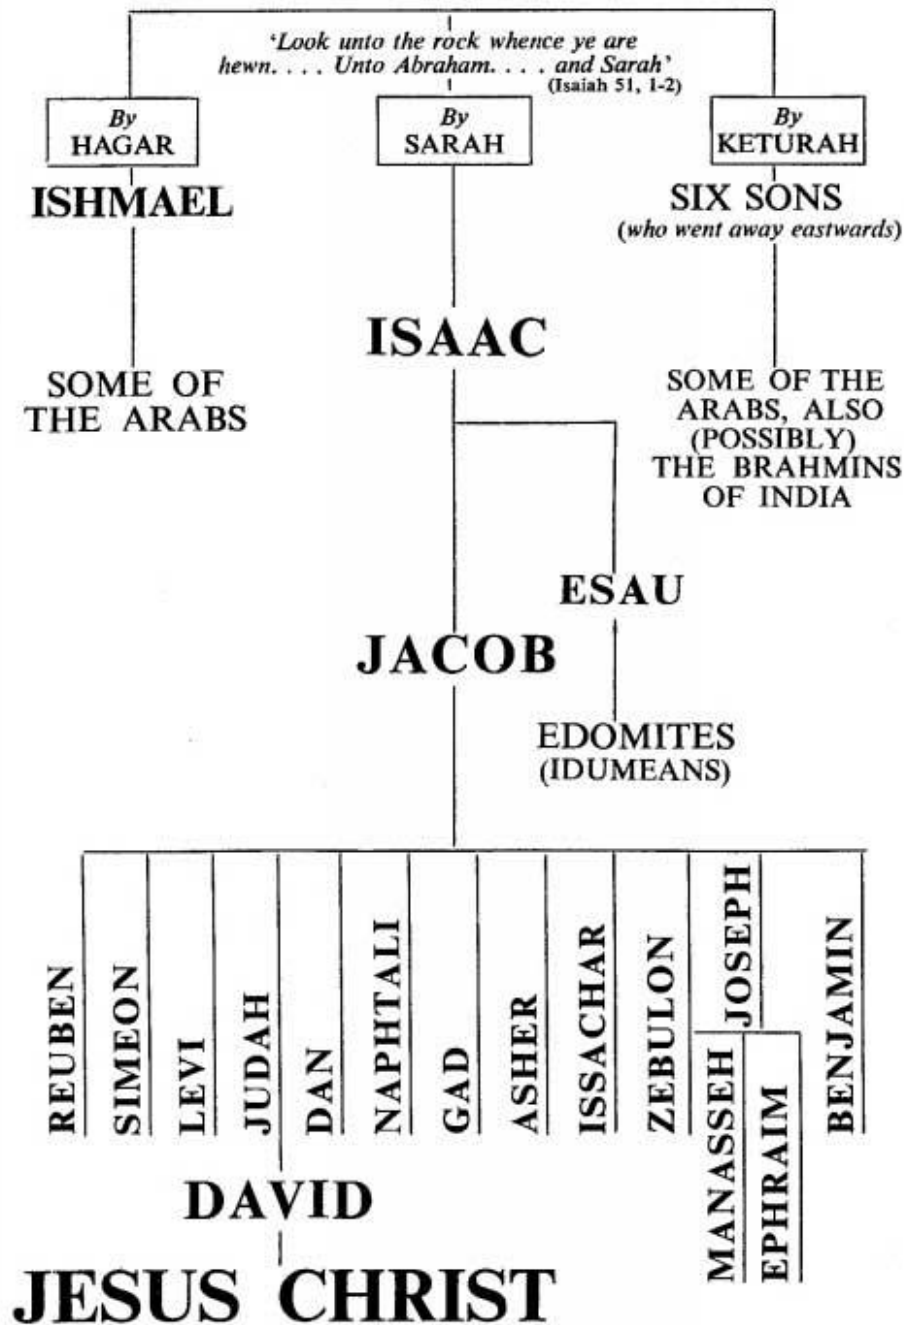 'Look unto the rock whence ye are
hewn. . . . Unto Abraham. . . . and Sarah'
(Isaiah 51, 1-2)
By
HAGAR
By
SARAH
By
KETURAH
ISHMAEL
SIX SONS
(who went away eastwards)
ISAAC
SOME OF
THE ARABS
SOME OF THE
ARABS, ALSO
(POSSIBLY)
THE BRAHMINS
OF INDIA
ESAU
JACOB
EDOMITES
(IDUMEANS)
REUBEN
SIMEON
LEVI
JUDAH
DAN
NAPHTALI
GAD
ASHER
ISSACHAR
ZEBULON
JOSEPH
MANASSEH
EPHRAIM
BENJAMIN
DAVID
JESUS CHRIST